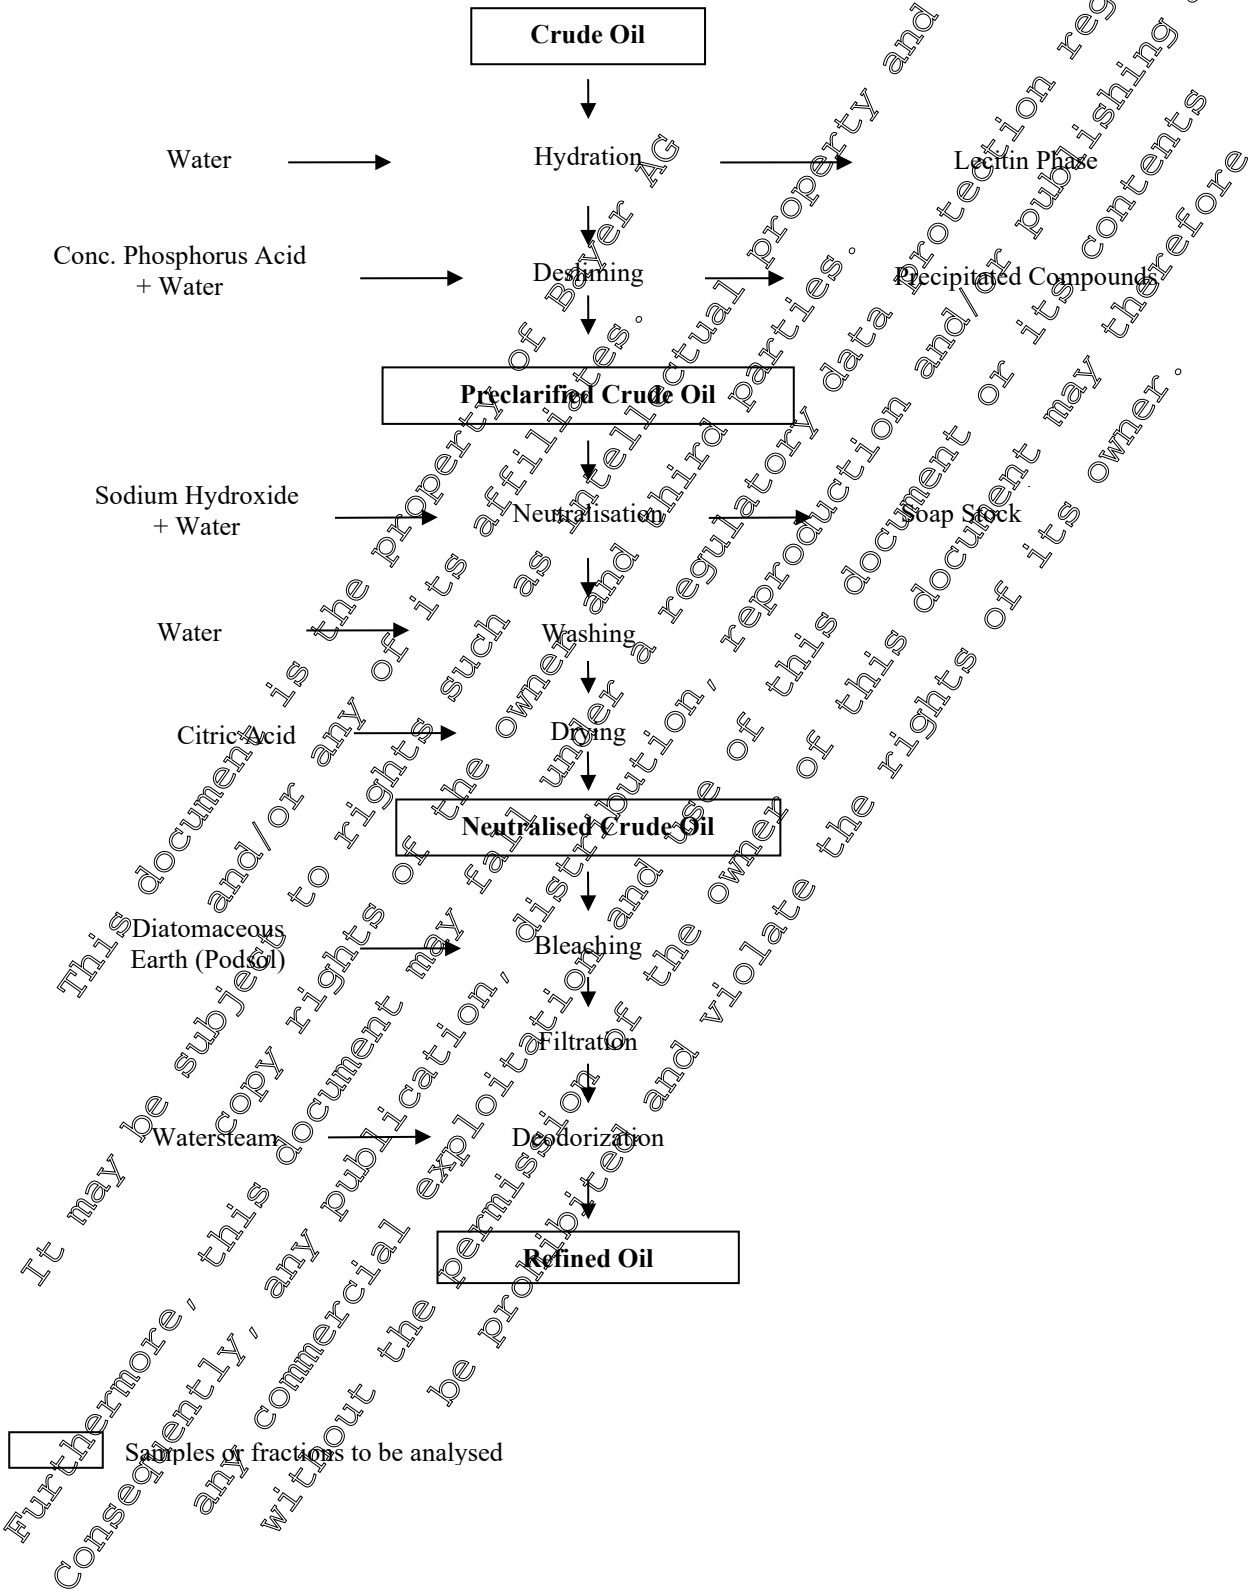 Crude Oil
Water
Hydration
Lecitin Phase
Conc. Phosphorus Acid
+ Water
Desliming
Precipitated Compounds
Preclarified Crude Oil
Sodium Hydroxide
+ Water
Neutralisation
Soap Stock
Water
Washing
Citric Acid
Drying
Neutralised Crude Oil
Diatomaceous
Earth (Podsol)
Bleaching
Filtration
Watersteam
Deodorization
Refined Oil
Samples or fractions to be analysed
This document is the property of Bayer AG
and/or any of its affiliates.
It may be subject to rights such as intellectual property and
copy rights of the owner and third parties.
Furthermore, this document may fall under a regulatory data protection reg
Consequently, any publication, distribution, reproduction and/or publishing
any commercial exploitation and use of this document or its contents
without the permission of the owner of this document may therefore
be prohibited and violate the rights of its owner.